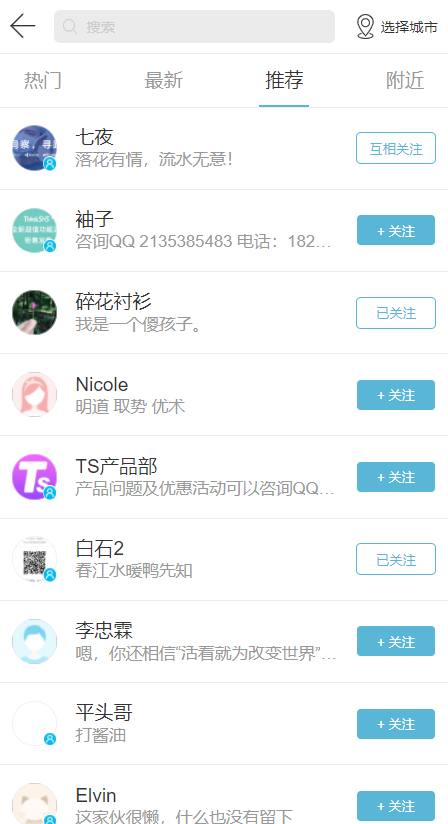 搜索
选择城市
热门 最新 推荐 附近
七夜
落花有情，流水无意！
互相关注
袖子
咨询QQ 2135385483 电话：182...
+ 关注
碎花衬衫
我是一个傻孩子。
已关注
Nicole
明道 取势 优术
+ 关注
Ts
TS产品部
产品问题及优惠活动可以咨询QQ...
+ 关注
白石2
春江水暖鸭先知
已关注
李忠霖
嗯，你还相信“活着就为改变世界”...
+ 关注
平头哥
打酱油
+ 关注
Elvin
这家伙很懒，什么也没有留下
+ 关注